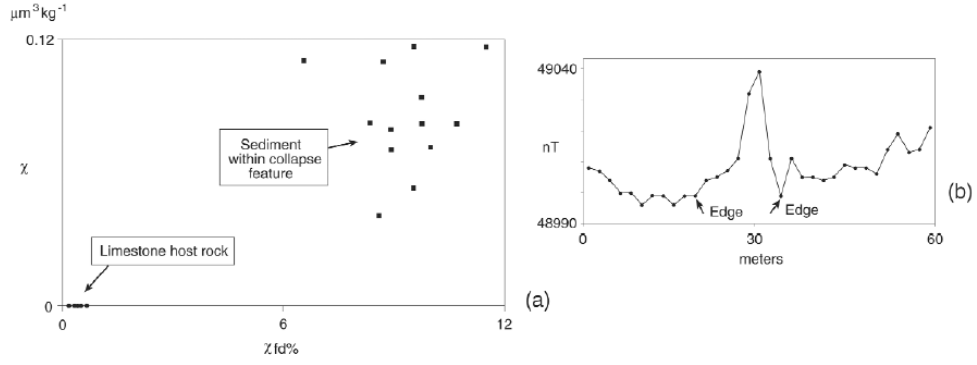 μm³kg⁻¹
0.12
χ
Sediment
within collapse
feature
Limestone host rock
0
0
6
12
χfd%
(a)
49040
nT
48990
Edge
Edge
0
30
60
meters
(b)